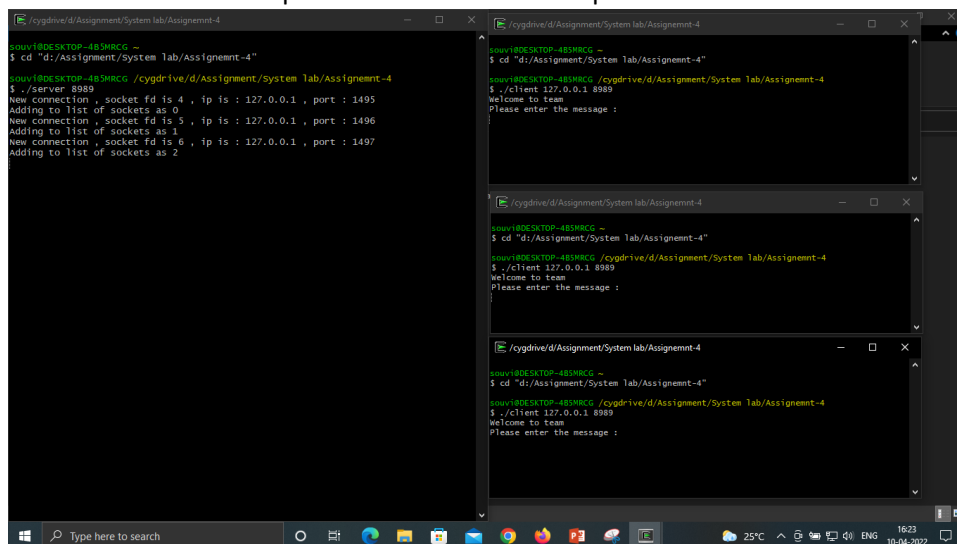 /cygdrive/d/Assignment/System lab/Assignemnt-4
souvi@DESKTOP-4B5MRCG ~
$ cd "d:/Assignment/System lab/Assignemnt-4"
souvi@DESKTOP-4B5MRCG /cygdrive/d/Assignment/System lab/Assignemnt-4
$ ./server 8989
New connection , socket fd is 4 , ip is : 127.0.0.1 , port : 1495
Adding to list of sockets as 0
New connection , socket fd is 5 , ip is : 127.0.0.1 , port : 1496
Adding to list of sockets as 1
New connection , socket fd is 6 , ip is : 127.0.0.1 , port : 1497
Adding to list of sockets as 2
/cygdrive/d/Assignment/System lab/Assignemnt-4
souvi@DESKTOP-4B5MRCG ~
$ cd "d:/Assignment/System lab/Assignemnt-4"
souvi@DESKTOP-4B5MRCG /cygdrive/d/Assignment/System lab/Assignemnt-4
$ ./client 127.0.0.1 8989
Welcome to team
Please enter the message :
/cygdrive/d/Assignment/System lab/Assignemnt-4
souvi@DESKTOP-4B5MRCG ~
$ cd "d:/Assignment/System lab/Assignemnt-4"
souvi@DESKTOP-4B5MRCG /cygdrive/d/Assignment/System lab/Assignemnt-4
$ ./client 127.0.0.1 8989
Welcome to team
Please enter the message :
/cygdrive/d/Assignment/System lab/Assignemnt-4
souvi@DESKTOP-4B5MRCG ~
$ cd "d:/Assignment/System lab/Assignemnt-4"
souvi@DESKTOP-4B5MRCG /cygdrive/d/Assignment/System lab/Assignemnt-4
$ ./client 127.0.0.1 8989
Welcome to team
Please enter the message :
Type here to search
25°C
ENG
16:23
10-04-2022